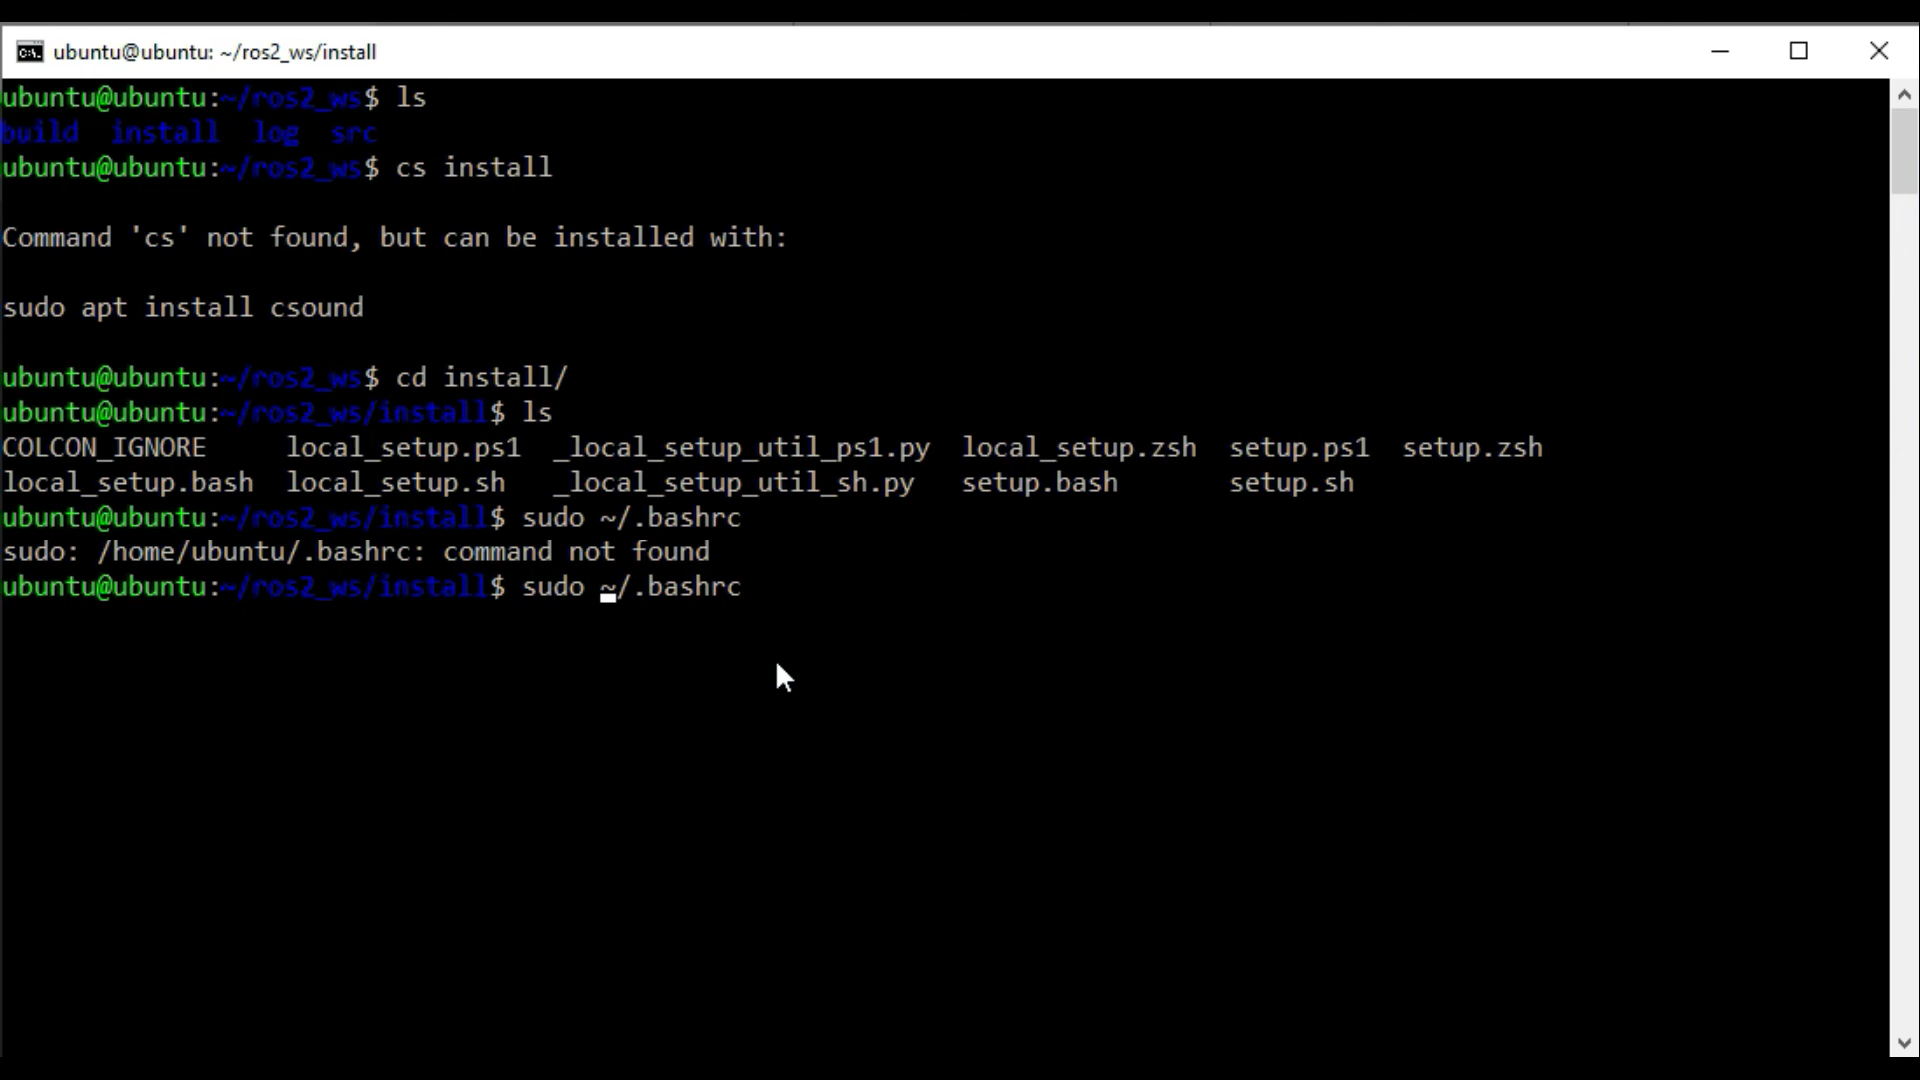 ubuntu@ubuntu: ~/ros2_ws/install
ubuntu@ubuntu:~/ros2_ws$ ls
build  install  log  src
ubuntu@ubuntu:~/ros2_ws$ cs install
Command 'cs' not found, but can be installed with:
sudo apt install csound
ubuntu@ubuntu:~/ros2_ws$ cd install/
ubuntu@ubuntu:~/ros2_ws/install$ ls
COLCON_IGNORE     local_setup.ps1  _local_setup_util_ps1.py  local_setup.zsh  setup.ps1  setup.zsh
local_setup.bash  local_setup.sh   _local_setup_util_sh.py   setup.bash       setup.sh
ubuntu@ubuntu:~/ros2_ws/install$ sudo ~/.bashrc
sudo: /home/ubuntu/.bashrc: command not found
ubuntu@ubuntu:~/ros2_ws/install$ sudo ~/.bashrc